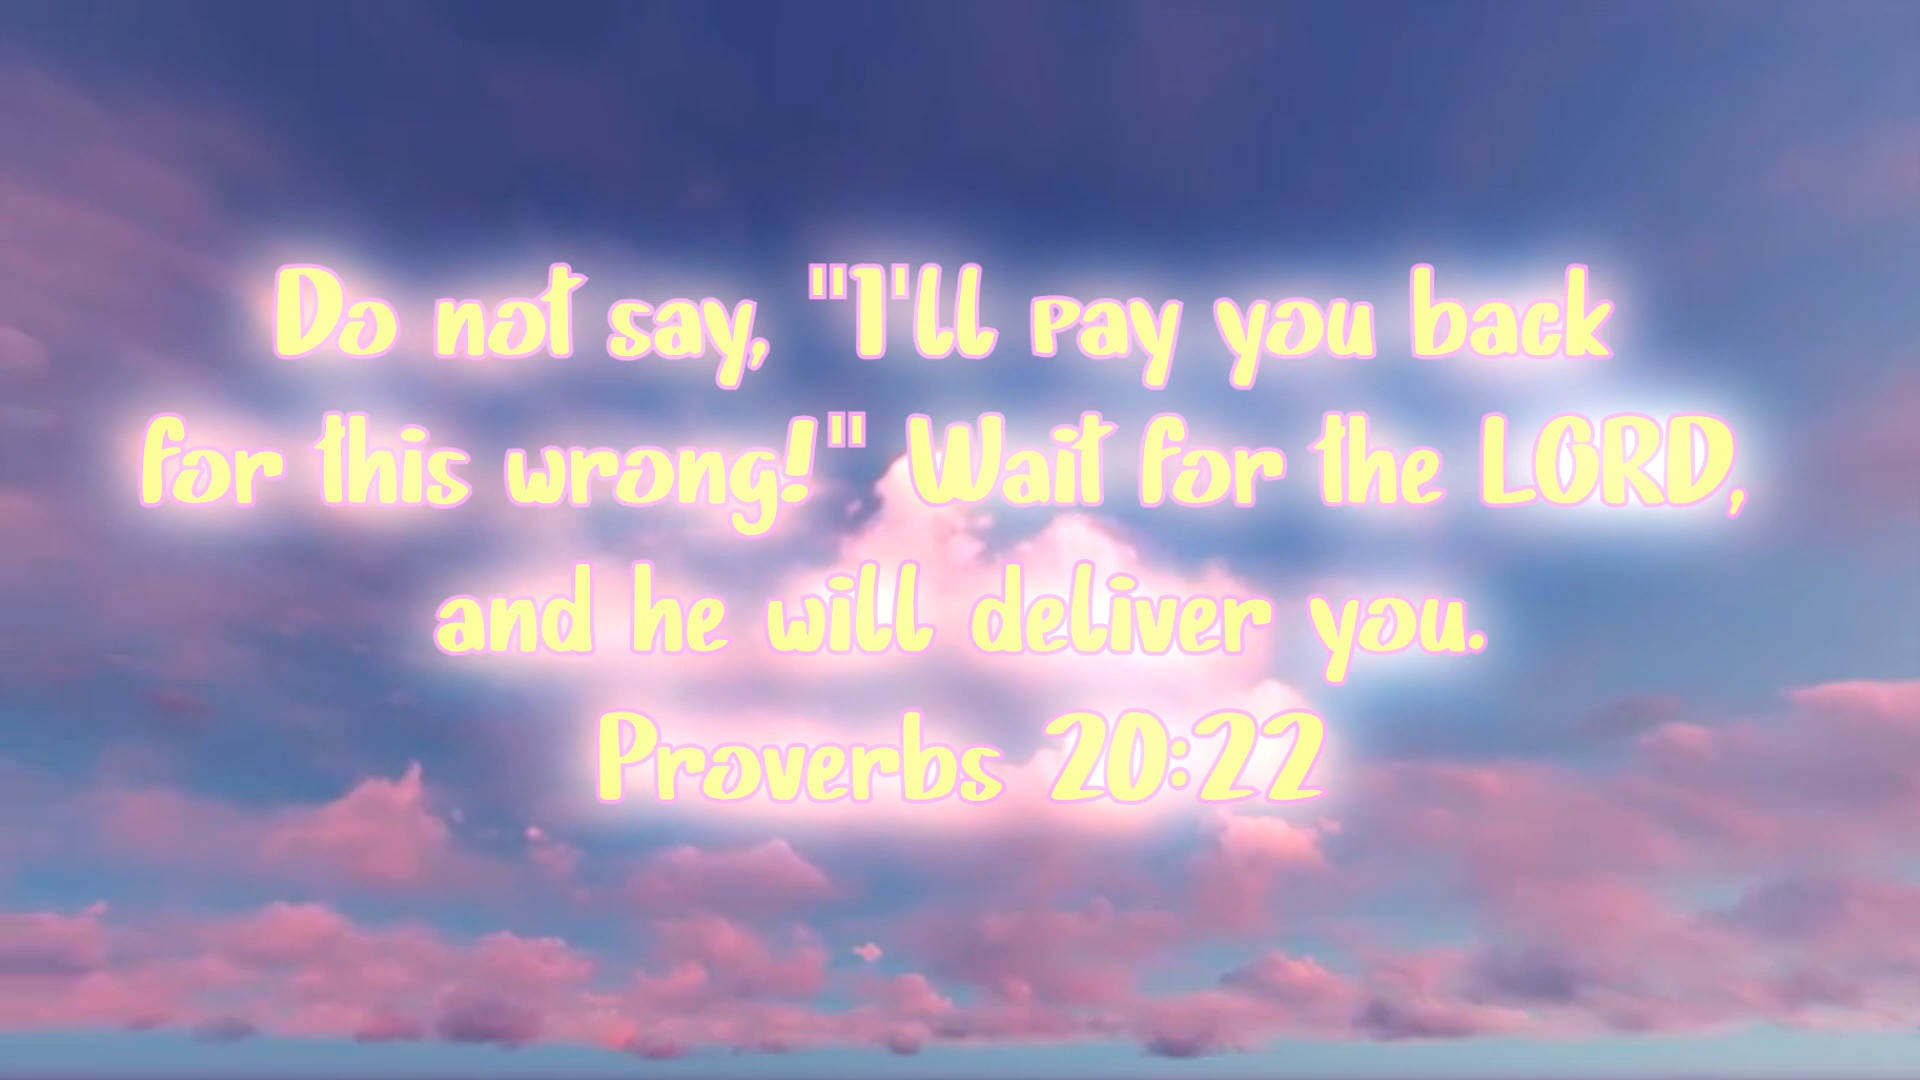 Do not say, "I'll pay you back
for this wrong!" Wait for the LORD,
and he will deliver you.
Proverbs 20:22